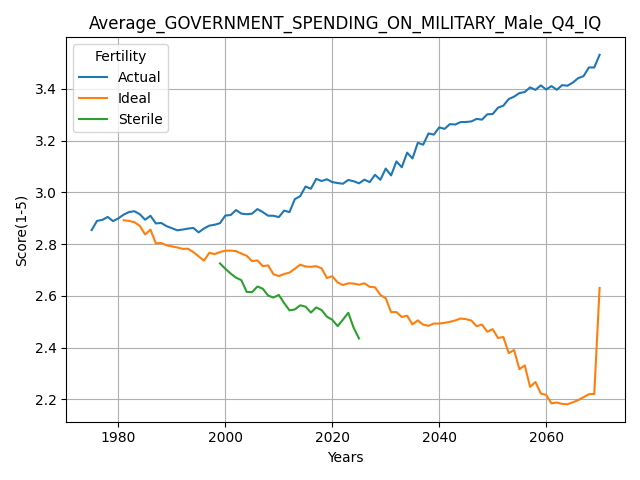 Average_GOVERNMENT_SPENDING_ON_MILITARY_Male_Q4_IQ
Fertility
Actual
Ideal
Sterile
Score(1-5)
3.4
3.2
3.0
2.8
2.6
2.4
2.2
1980 2000 2020 2040 2060
Years